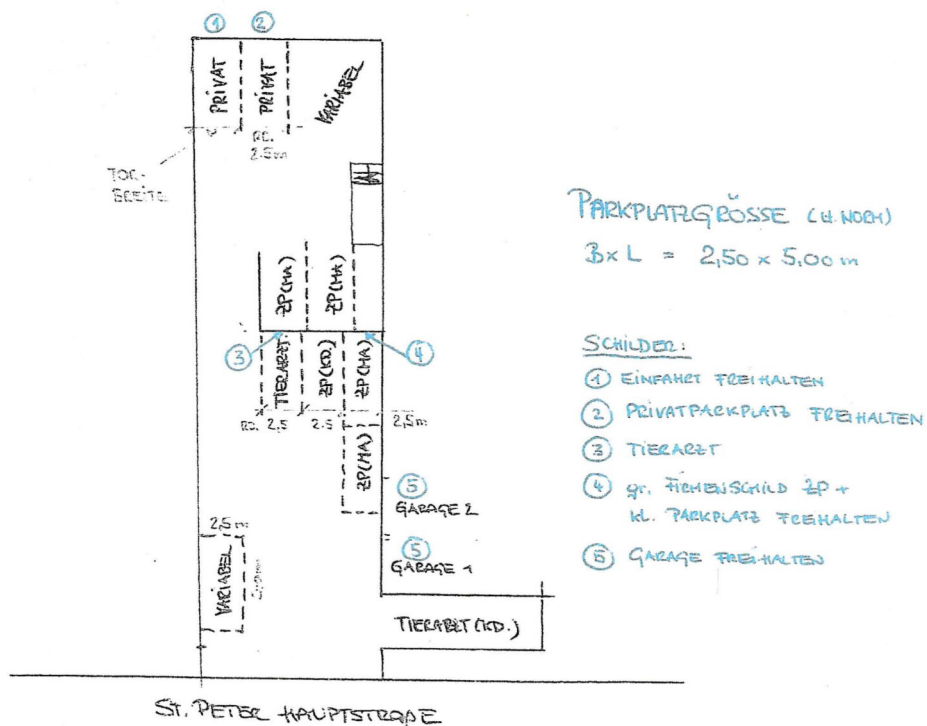 ① ②
PRIVAT
PRIVAT
VARIABEL
RD.
2.5m
TOR-
BREITE
PARKPLATZGRÖSSE (lt. NORM)
B x L = 2,50 x 5,00 m
ZP(MA)
ZP(MA)
③
④
TIERARZT
ZP(KD.)
ZP(MA)
RD. 2,5 2.5 2,5m
ZP(MA)
⑤
GARAGE 2
⑤
GARAGE 1
2,5m
VARIABEL
TIERARZT (KD.)
ST. PETER HAUPTSTRAßE
SCHILDER:
① EINFAHRT FREIHALTEN
② PRIVATPARKPLATZ FREIHALTEN
③ TIERARZT
④ gr. FIRMENSCHILD ZP +
kl. PARKPLATZ FREIHALTEN
⑤ GARAGE FREIHALTEN